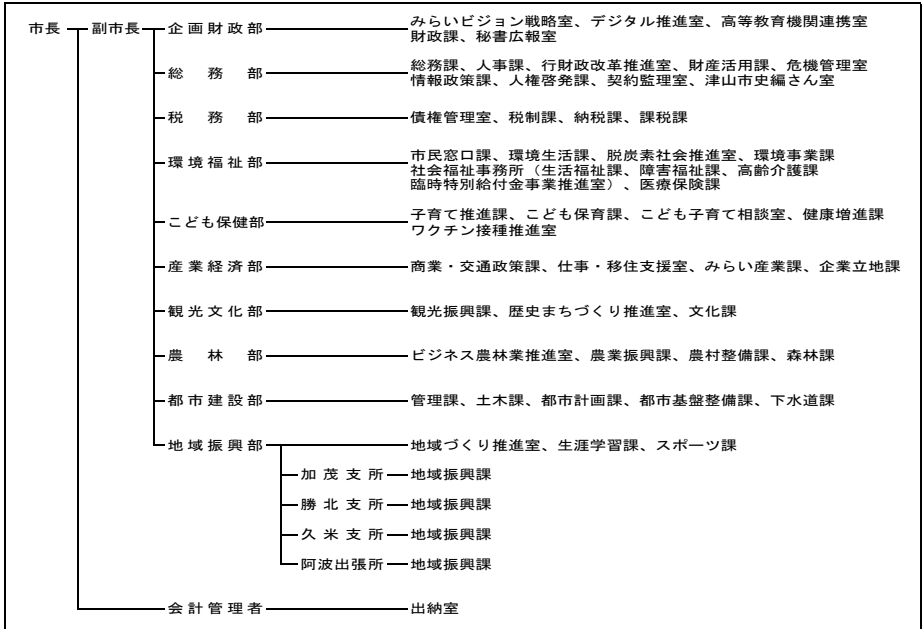 市長 副市長 企画財政部 みらいビジョン戦略室、デジタル推進室、高等教育機関連携室
財政課、秘書広報室
総務部 総務課、人事課、行財政改革推進室、財産活用課、危機管理室
情報政策課、人権啓発課、契約監理室、津山市史編さん室
税務部 債権管理室、税制課、納税課、課税課
環境福祉部 市民窓口課、環境生活課、脱炭素社会推進室、環境事業課
社会福祉事務所（生活福祉課、障害福祉課、高齢介護課
臨時特別給付金事業推進室）、医療保険課
こども保健部 子育て推進課、こども保育課、こども子育て相談室、健康増進課
ワクチン接種推進室
産業経済部 商業・交通政策課、仕事・移住支援室、みらい産業課、企業立地課
観光文化部 観光振興課、歴史まちづくり推進室、文化課
農林部 ビジネス農林業推進室、農業振興課、農村整備課、森林課
都市建設部 管理課、土木課、都市計画課、都市基盤整備課、下水道課
地域振興部 地域づくり推進室、生涯学習課、スポーツ課
加茂支所 地域振興課
勝北支所 地域振興課
久米支所 地域振興課
阿波出張所 地域振興課
会計管理者 出納室